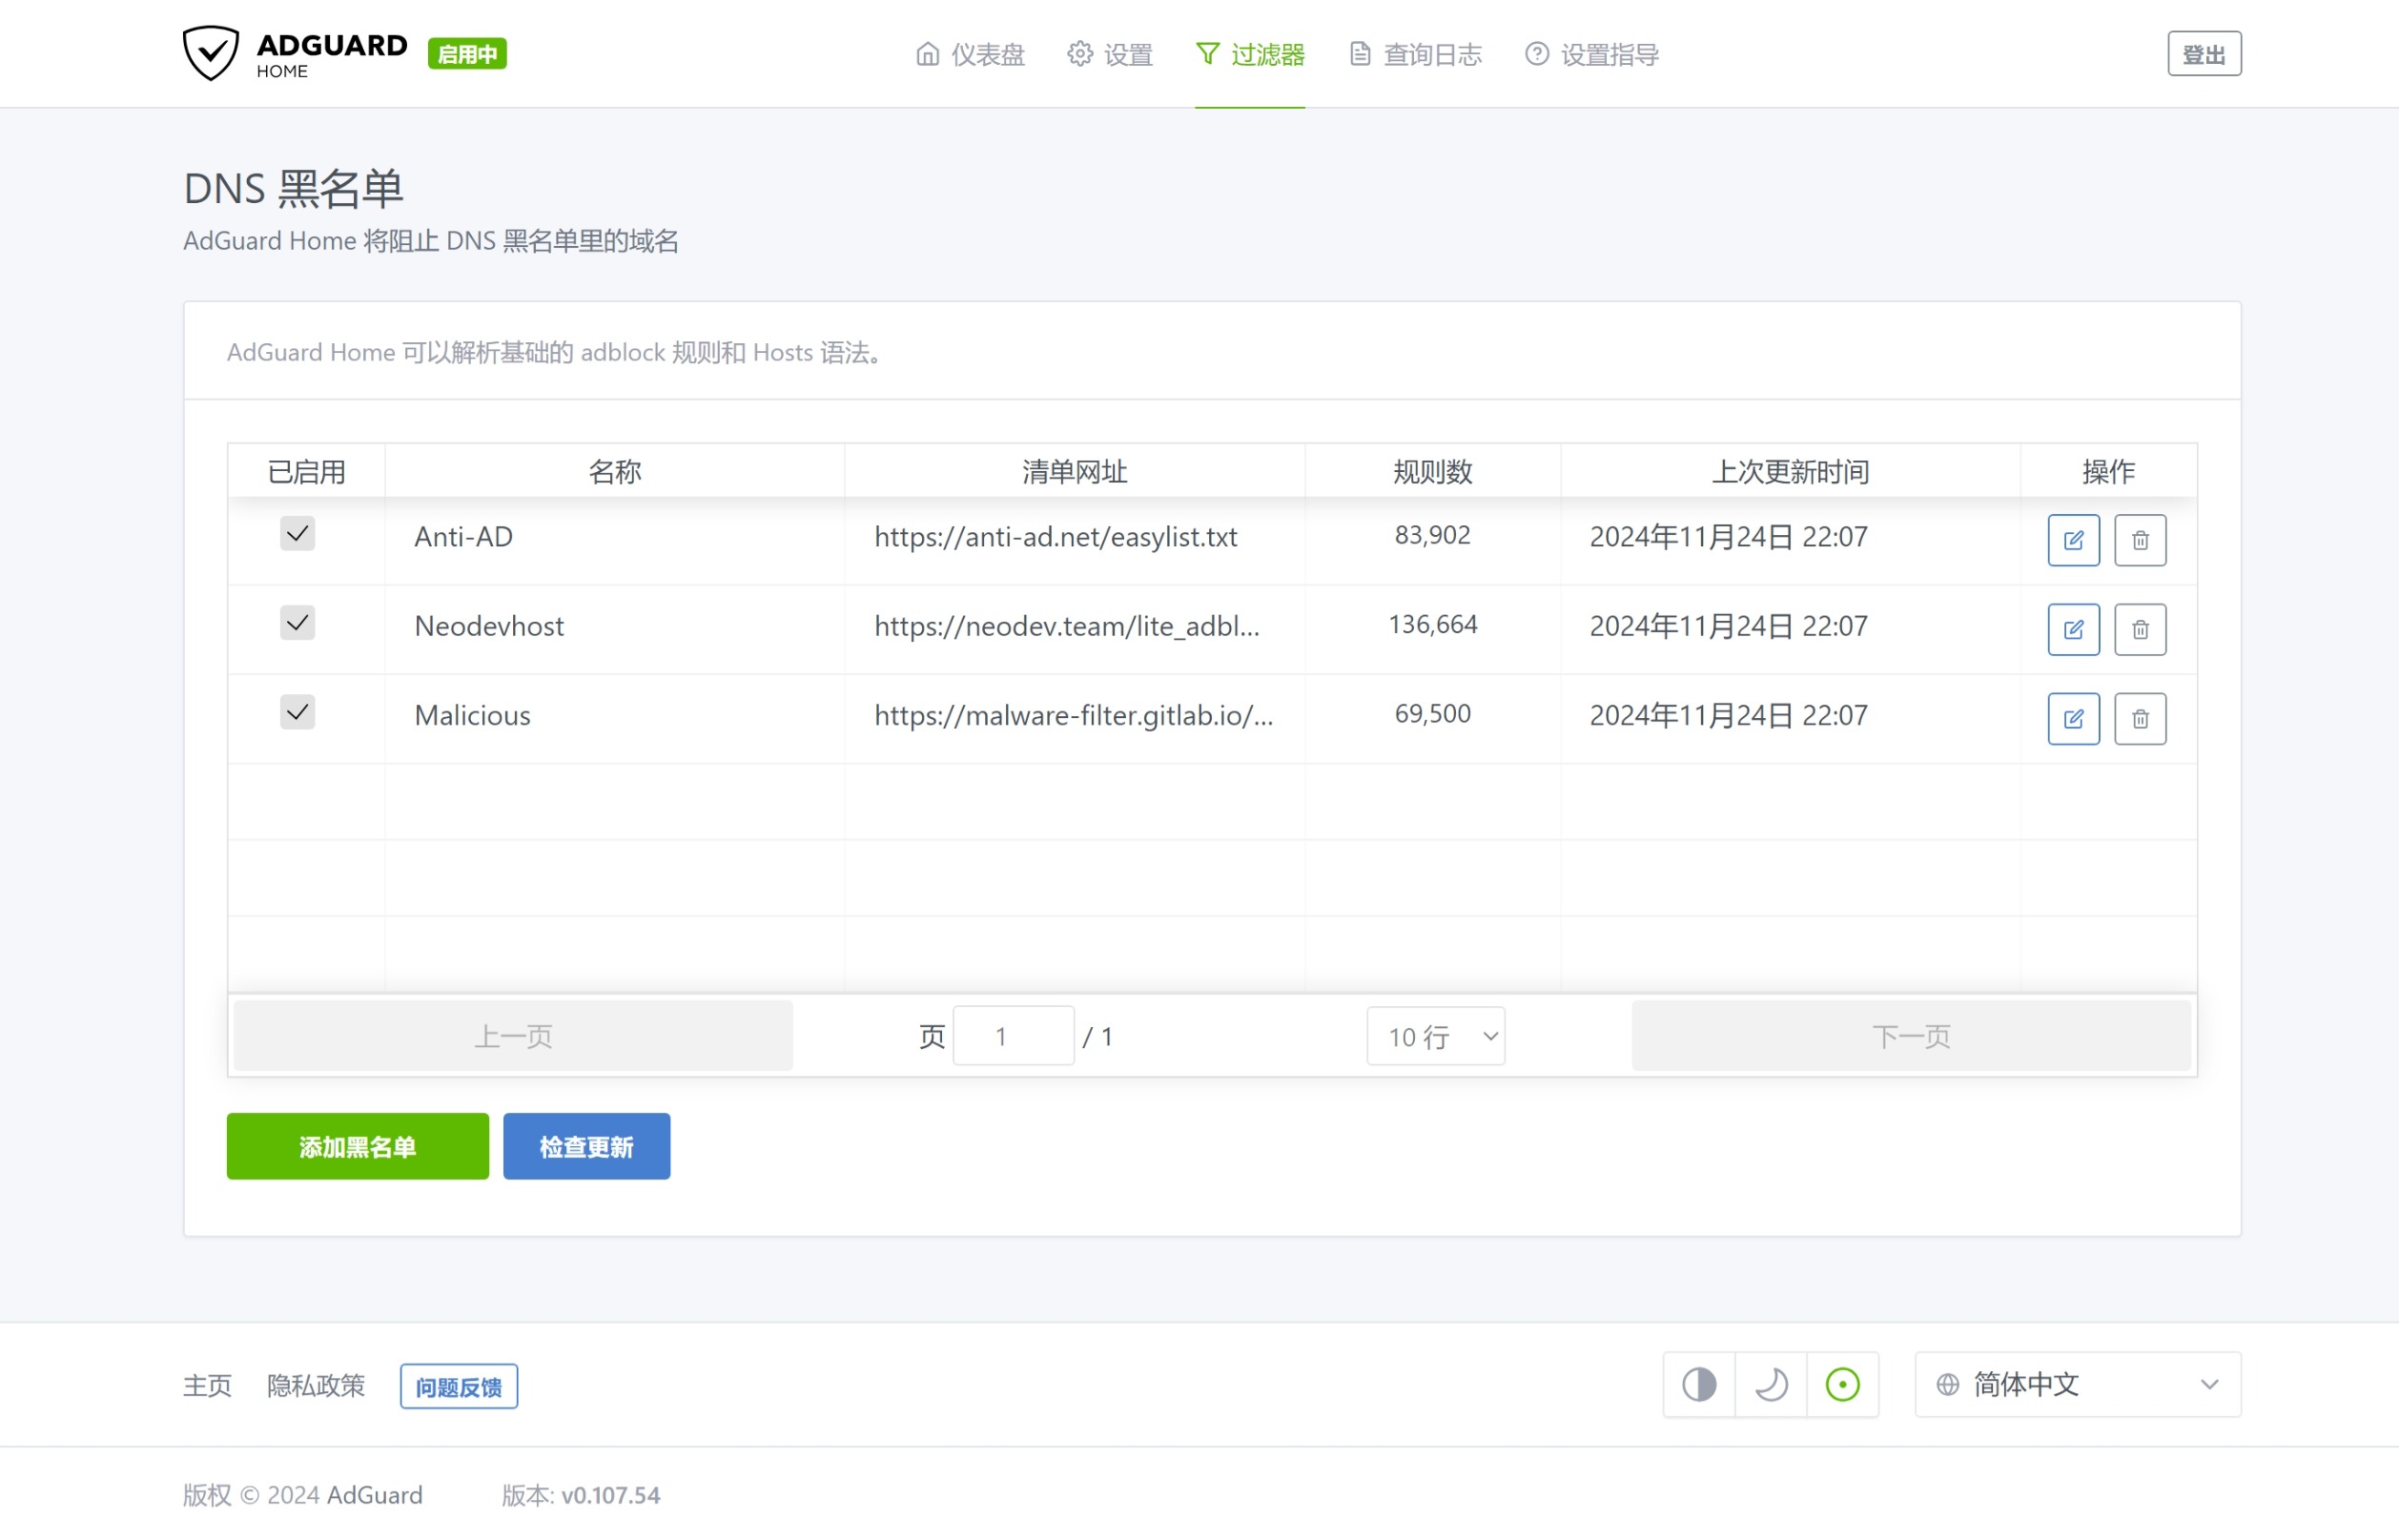 ADGUARD
HOME
启用中
仪表盘
设置
过滤器
查询日志
设置指导
登出
DNS 黑名单
AdGuard Home 将阻止 DNS 黑名单里的域名
AdGuard Home 可以解析基础的 adblock 规则和 Hosts 语法。
已启用 名称 清单网址 规则数 上次更新时间 操作
Anti-AD https://anti-ad.net/easylist.txt 83,902 2024年11月24日 22:07
Neodevhost https://neodev.team/lite_adbl... 136,664 2024年11月24日 22:07
Malicious https://malware-filter.gitlab.io/... 69,500 2024年11月24日 22:07
上一页 页 1 / 1 10 行 下一页
添加黑名单 检查更新
主页 隐私政策 问题反馈 简体中文
版权 © 2024 AdGuard 版本: v0.107.54